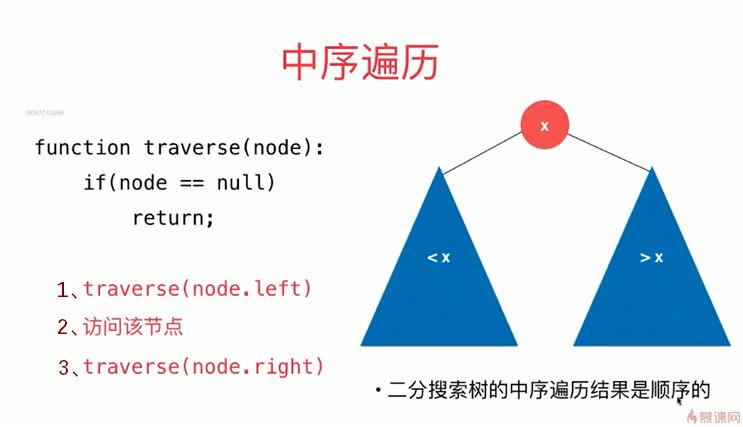 中序遍历
function traverse(node):
if(node == null)
return;
1、traverse(node.left)
2、访问该节点
3、traverse(node.right)
x
< x
> x
• 二分搜索树的中序遍历结果是顺序的
慕课网